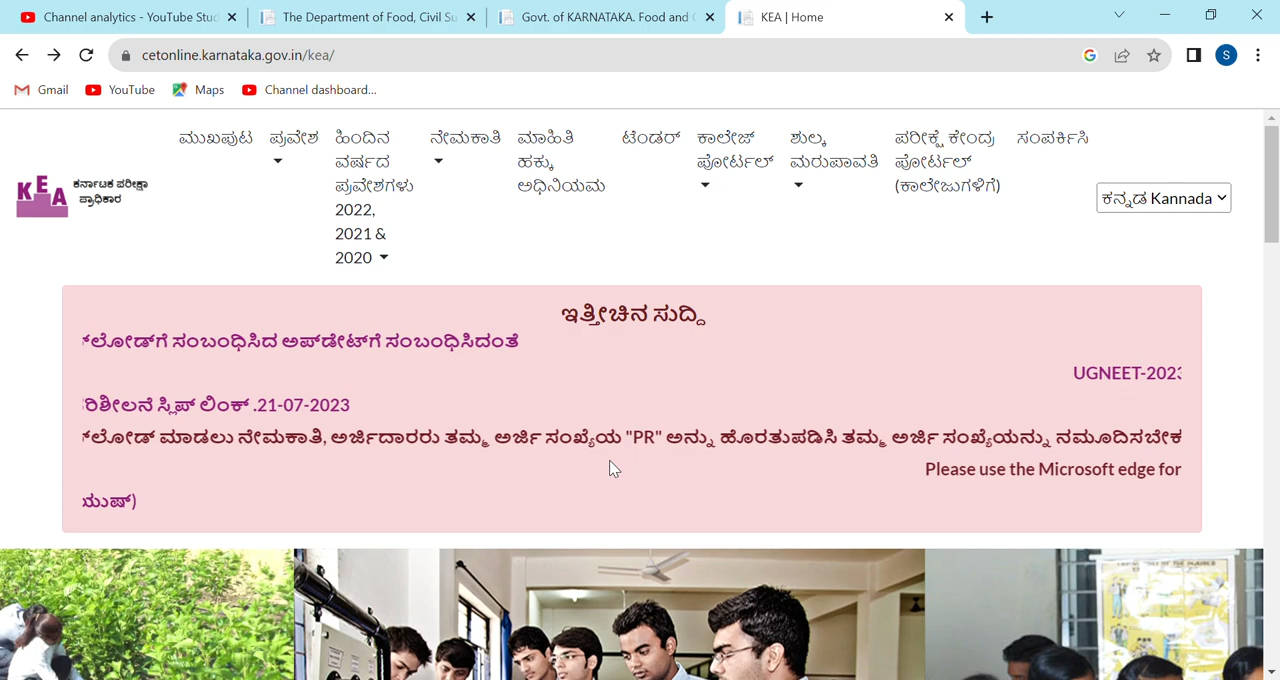 Channel analytics - YouTube Stud
The Department of Food, Civil Su
Govt. of KARNATAKA. Food and C
KEA | Home
cetonline.karnataka.gov.in/kea/
S
Gmail
YouTube
Maps
Channel dashboard...
KEA
ಕರ್ನಾಟಕ ಪರೀಕ್ಷಾ
ಪ್ರಾಧಿಕಾರ
ಮುಖಪುಟ
ಪ್ರವೇಶ
ಹಿಂದಿನ
ವರ್ಷದ
ಪ್ರವೇಶಗಳು
2022,
2021 &
2020
ನೇಮಕಾತಿ
ಮಾಹಿತಿ
ಹಕ್ಕು
ಅಧಿನಿಯಮ
ಟೆಂಡರ್
ಕಾಲೇಜ್
ಪೋರ್ಟಲ್
ಶುಲ್ಕ
ಮರುಪಾವತಿ
ಪರೀಕ್ಷೆ ಕೇಂದ್ರ
ಪೋರ್ಟಲ್
(ಕಾಲೇಜುಗಳಿಗೆ)
ಸಂಪರ್ಕಿಸಿ
ಕನ್ನಡ Kannada
ಇತ್ತೀಚಿನ ಸುದ್ದಿ
ಲೋಡ್‌ಗೆ ಸಂಬಂಧಿಸಿದ ಅಪ್‌ಡೇಟ್‌ಗೆ ಸಂಬಂಧಿಸಿದಂತೆ
UGNEET-2023
ರಿಶೀಲನೆ ಸ್ಲಿಪ್ ಲಿಂಕ್ .21-07-2023
ಲೋಡ್ ಮಾಡಲು ನೇಮಕಾತಿ, ಅರ್ಜಿದಾರರು ತಮ್ಮ ಅರ್ಜಿ ಸಂಖ್ಯೆಯ "PR" ಅನ್ನು ಹೊರತುಪಡಿಸಿ ತಮ್ಮ ಅರ್ಜಿ ಸಂಖ್ಯೆಯನ್ನು ನಮೂದಿಸಬೇಕ
Please use the Microsoft edge for
ಯುಷ್)